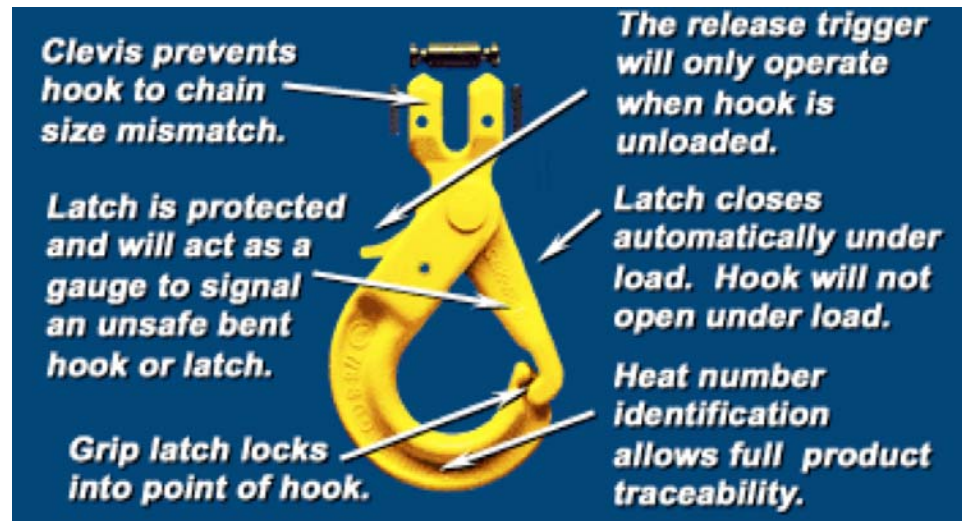 Clevis prevents
hook to chain
size mismatch.
The release trigger
will only operate
when hook is
unloaded.
Latch is protected
and will act as a
gauge to signal
an unsafe bent
hook or latch.
Latch closes
automatically under
load. Hook will not
open under load.
Grip latch locks
into point of hook.
Heat number
identification
allows full product
traceability.